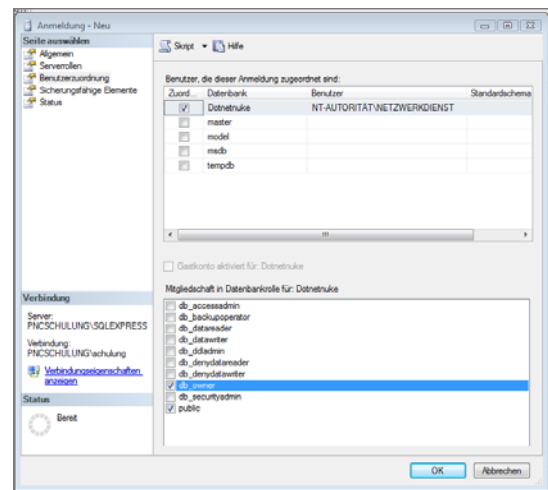 Anmeldung - Neu
Seite auswählen
Allgemein
Serverrollen
Benutzerzuordnung
Sicherungsfähige Elemente
Status
Skript
Hilfe
Benutzer, die dieser Anmeldung zugeordnet sind:
Zuord... Datenbank Benutzer Standardschema
Dotnetnuke NT-AUTORITÄT\NETZWERKDIENST
master
model
msdb
tempdb
Gastkonto aktiviert für: Dotnetnuke
Mitgliedschaft in Datenbankrolle für: Dotnetnuke
db_accessadmin
db_backupoperator
db_datareader
db_datawriter
db_ddladmin
db_denydatareader
db_denydatawriter
db_owner
db_securityadmin
public
Verbindung
Server:
PNCSCHULUNG\SQLEXPRESS
Verbindung:
PNCSCHULUNG\schulung
Verbindungseigenschaften
anzeigen
Status
Bereit
OK
Abbrechen